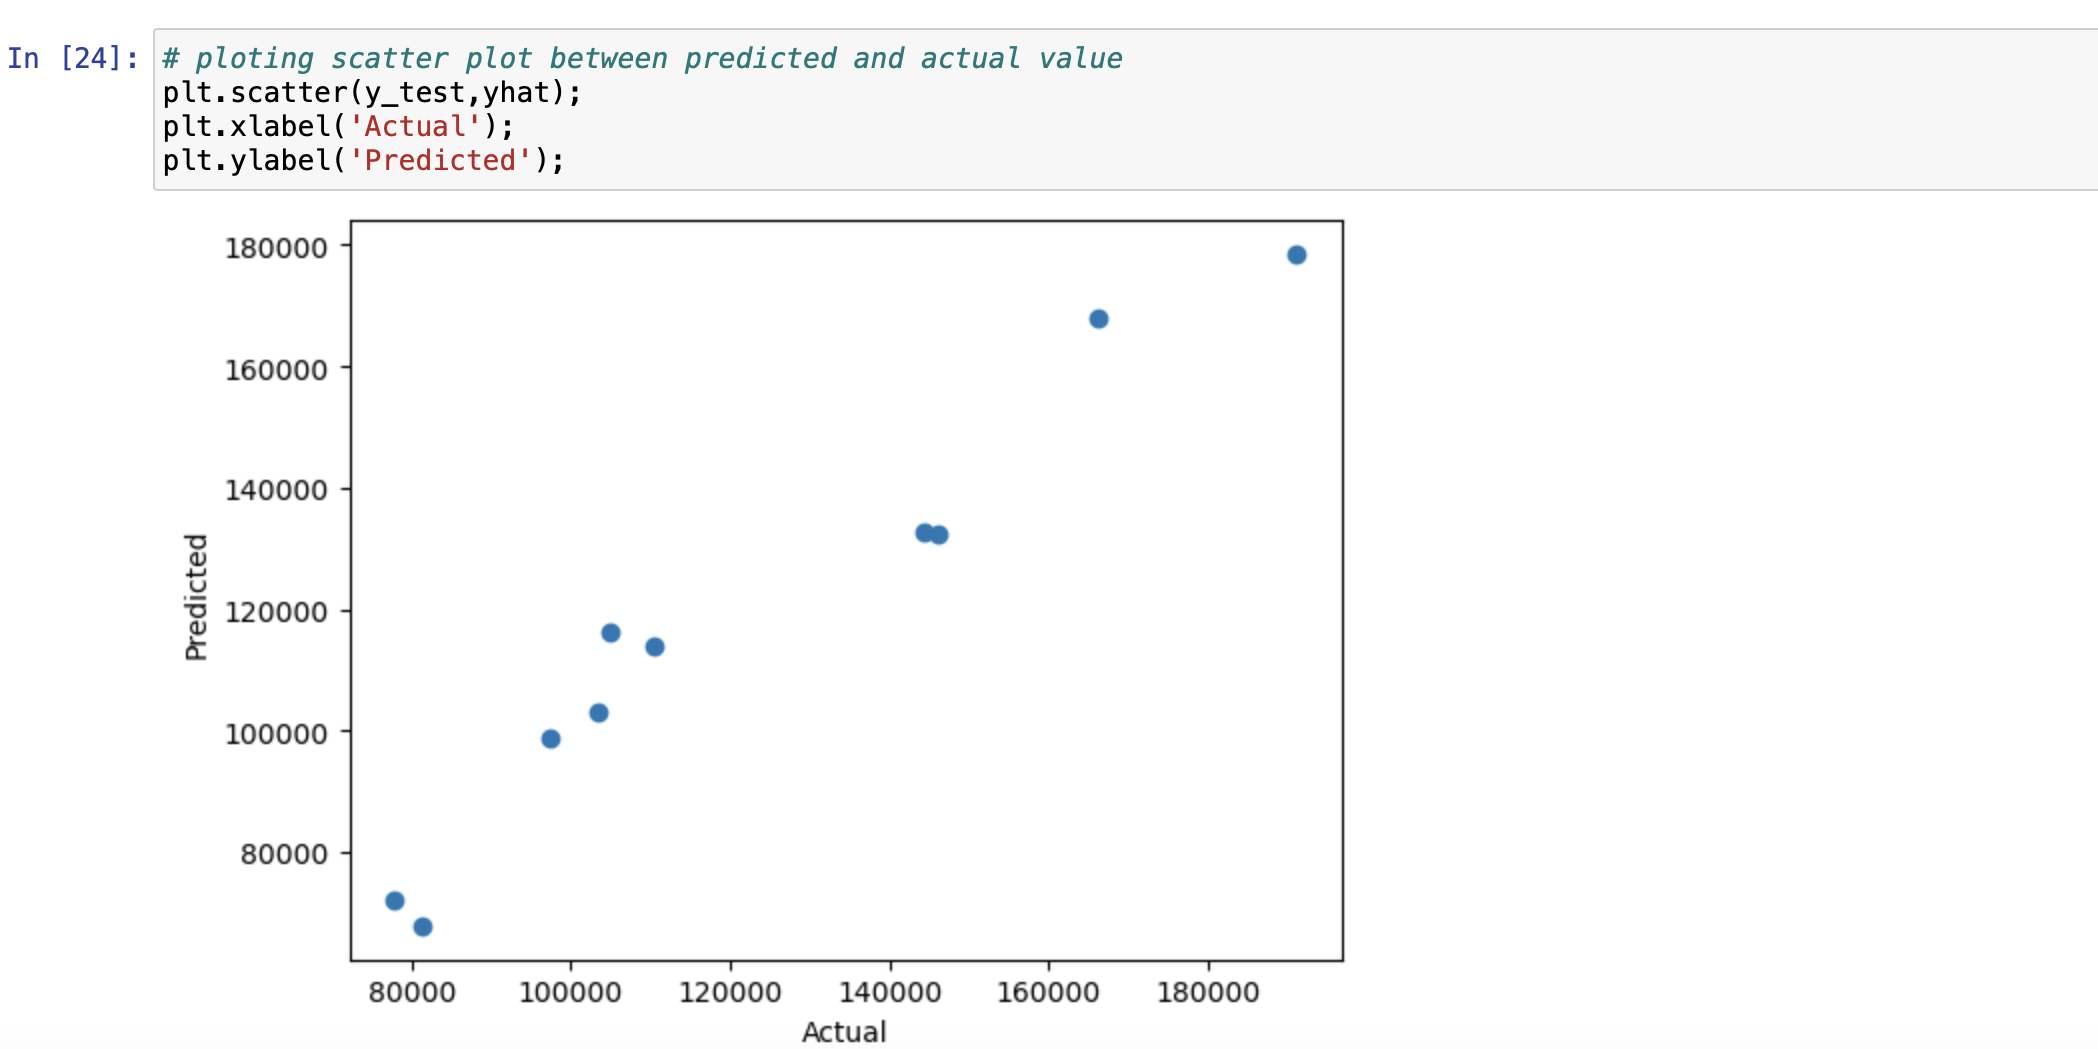 In [24]: # ploting scatter plot between predicted and actual value
plt.scatter(y_test,yhat);
plt.xlabel('Actual');
plt.ylabel('Predicted');
180000
160000
140000
120000
100000
80000
Predicted
80000 100000 120000 140000 160000 180000
Actual